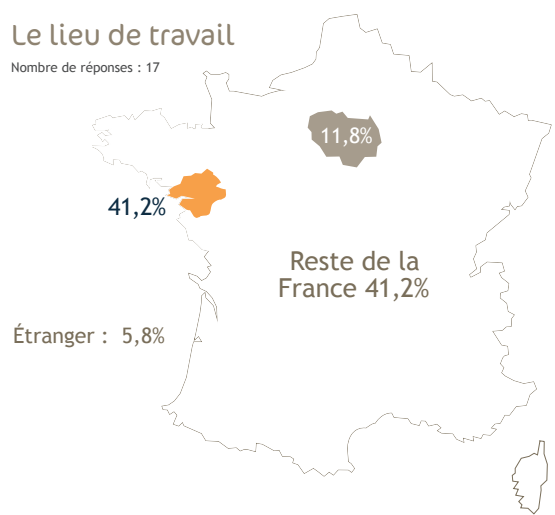 Le lieu de travail
Nombre de réponses : 17
11,8%
41,2%
Reste de la
France 41,2%
Étranger : 5,8%